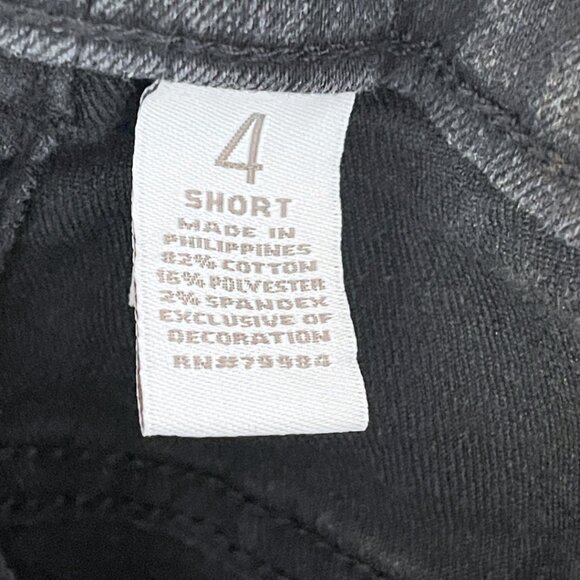 4
SHORT
MADE IN
PHILIPPINES
82% COTTON
16% POLYESTER
2% SPANDEX
EXCLUSIVE OF
DECORATION
RN#79984